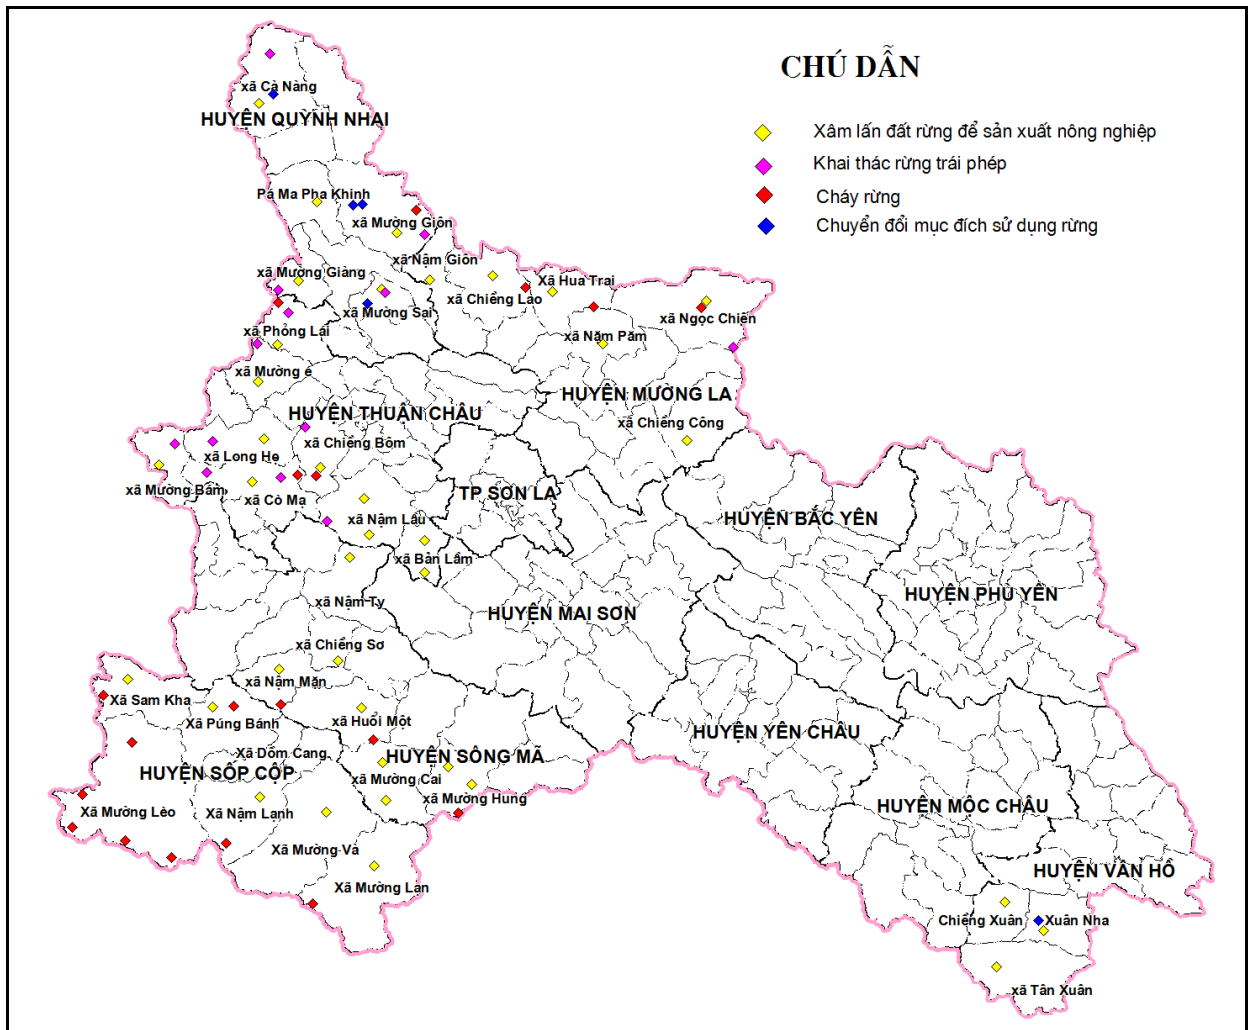 CHÚ DẪN
Xâm lấn đất rừng để sản xuất nông nghiệp
Khai thác rừng trái phép
Cháy rừng
Chuyển đổi mục đích sử dụng rừng
xã Cà Nàng
HUYỆN QUỲNH NHAI
Pá Ma Pha Khinh
xã Mường Giôn
xã Nậm Giôn
xã Mường Giàng
xã Chiềng Lao
Xã Hua Trai
xã Mường Sại
xã Ngọc Chiến
xã Phỏng Lái
xã Nặm Păm
xã Mường é
HUYỆN MƯỜNG LA
HUYỆN THUẬN CHÂU
xã Chiềng Công
xã Chiềng Bôm
xã Long Hẹ
xã Mường Bám
xã Cò Mạ
TP SƠN LA
xã Nậm Lầu
HUYỆN BẮC YÊN
xã Bản Lầm
HUYỆN PHÙ YÊN
xã Nậm Ty
HUYỆN MAI SƠN
xã Chiềng Sơ
xã Nậm Mằn
Xã Sam Kha
Xã Púng Bánh
xã Huổi Một
HUYỆN YÊN CHÂU
Xã Dồm Cang
HUYỆN SÔNG MÃ
HUYỆN SỐP CỘP
xã Mường Cai
xã Mường Hung
HUYỆN MỘC CHÂU
Xã Mường Lèo
Xã Nậm Lạnh
Xã Mường Và
HUYỆN VÂN HỒ
Xã Mường Lạn
Chiềng Xuân
Xuân Nha
xã Tân Xuân